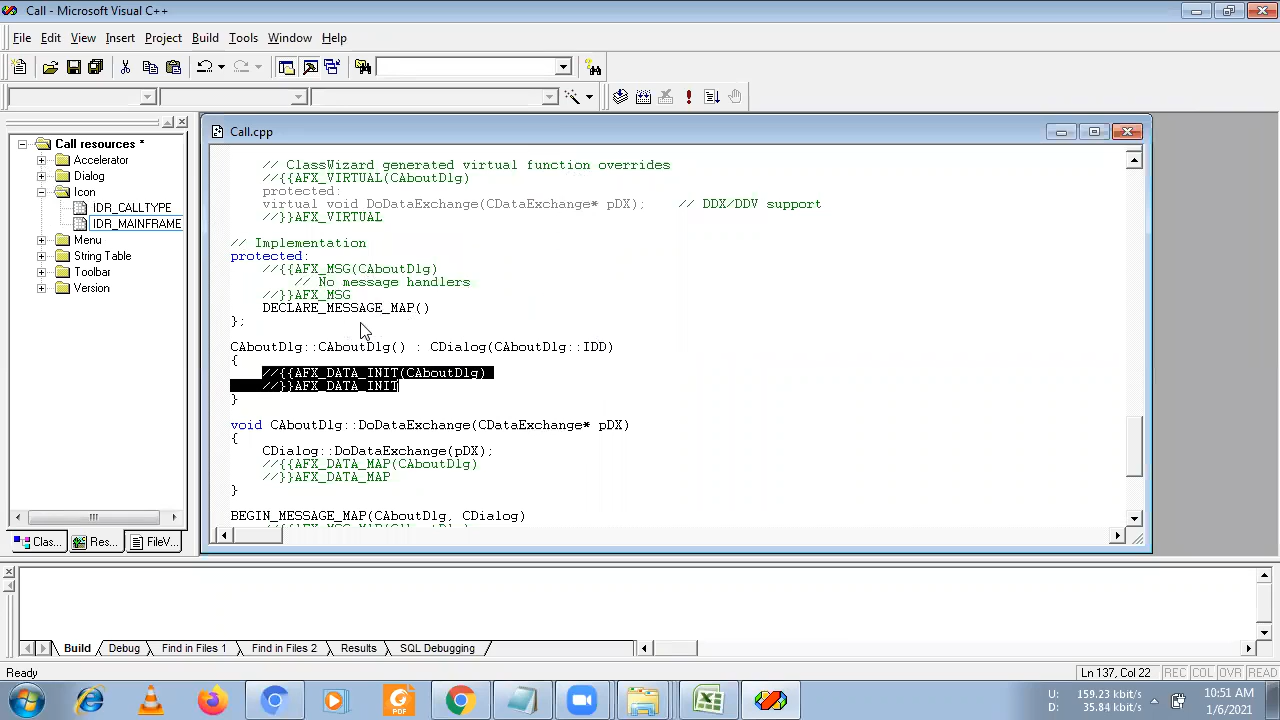 Call - Microsoft Visual C++
File Edit View Insert Project Build Tools Window Help
Call resources *
Accelerator
Dialog
Icon
IDR_CALLTYPE
IDR_MAINFRAME
Menu
String Table
Toolbar
Version
Clas... Res... FileV...
Call.cpp
// ClassWizard generated virtual function overrides
//{{AFX_VIRTUAL(CAboutDlg)
protected:
virtual void DoDataExchange(CDataExchange* pDX); // DDX/DDV support
//}}AFX_VIRTUAL
// Implementation
protected:
//{{AFX_MSG(CAboutDlg)
// No message handlers
//}}AFX_MSG
DECLARE_MESSAGE_MAP()
};
CAboutDlg::CAboutDlg() : CDialog(CAboutDlg::IDD)
{
//{{AFX_DATA_INIT(CAboutDlg)
//}}AFX_DATA_INIT
}
void CAboutDlg::DoDataExchange(CDataExchange* pDX)
{
CDialog::DoDataExchange(pDX);
//{{AFX_DATA_MAP(CAboutDlg)
//}}AFX_DATA_MAP
}
BEGIN_MESSAGE_MAP(CAboutDlg, CDialog)
Build Debug Find in Files 1 Find in Files 2 Results SQL Debugging
Ready
Ln 137, Col 22 REC COL OVR READ
PDF
U: 159.23 kbit/s
D: 35.84 kbit/s
10:51 AM
1/6/2021